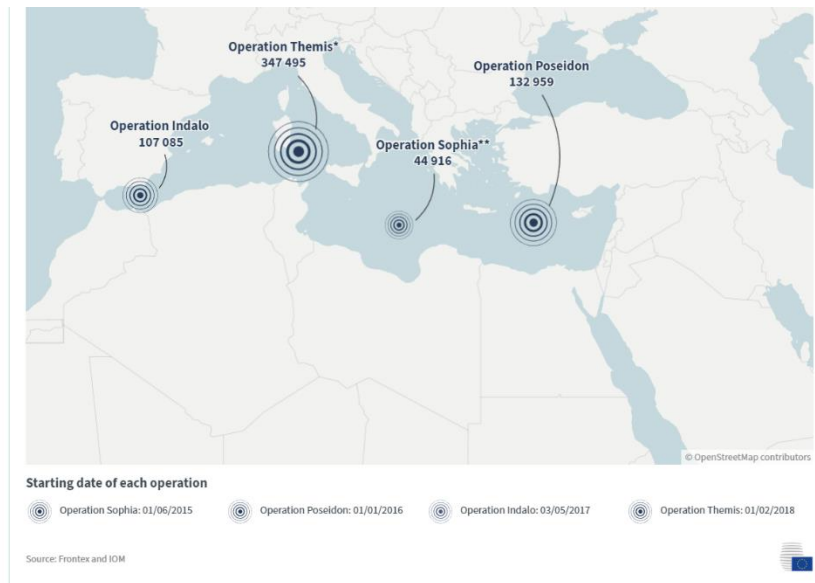 Operation Themis*
347 495
Operation Poseidon
132 959
Operation Indalo
107 085
Operation Sophia**
44 916
© OpenStreetMap contributors
Starting date of each operation
Operation Sophia: 01/06/2015
Operation Poseidon: 01/01/2016
Operation Indalo: 03/05/2017
Operation Themis: 01/02/2018
Source: Frontex and IOM